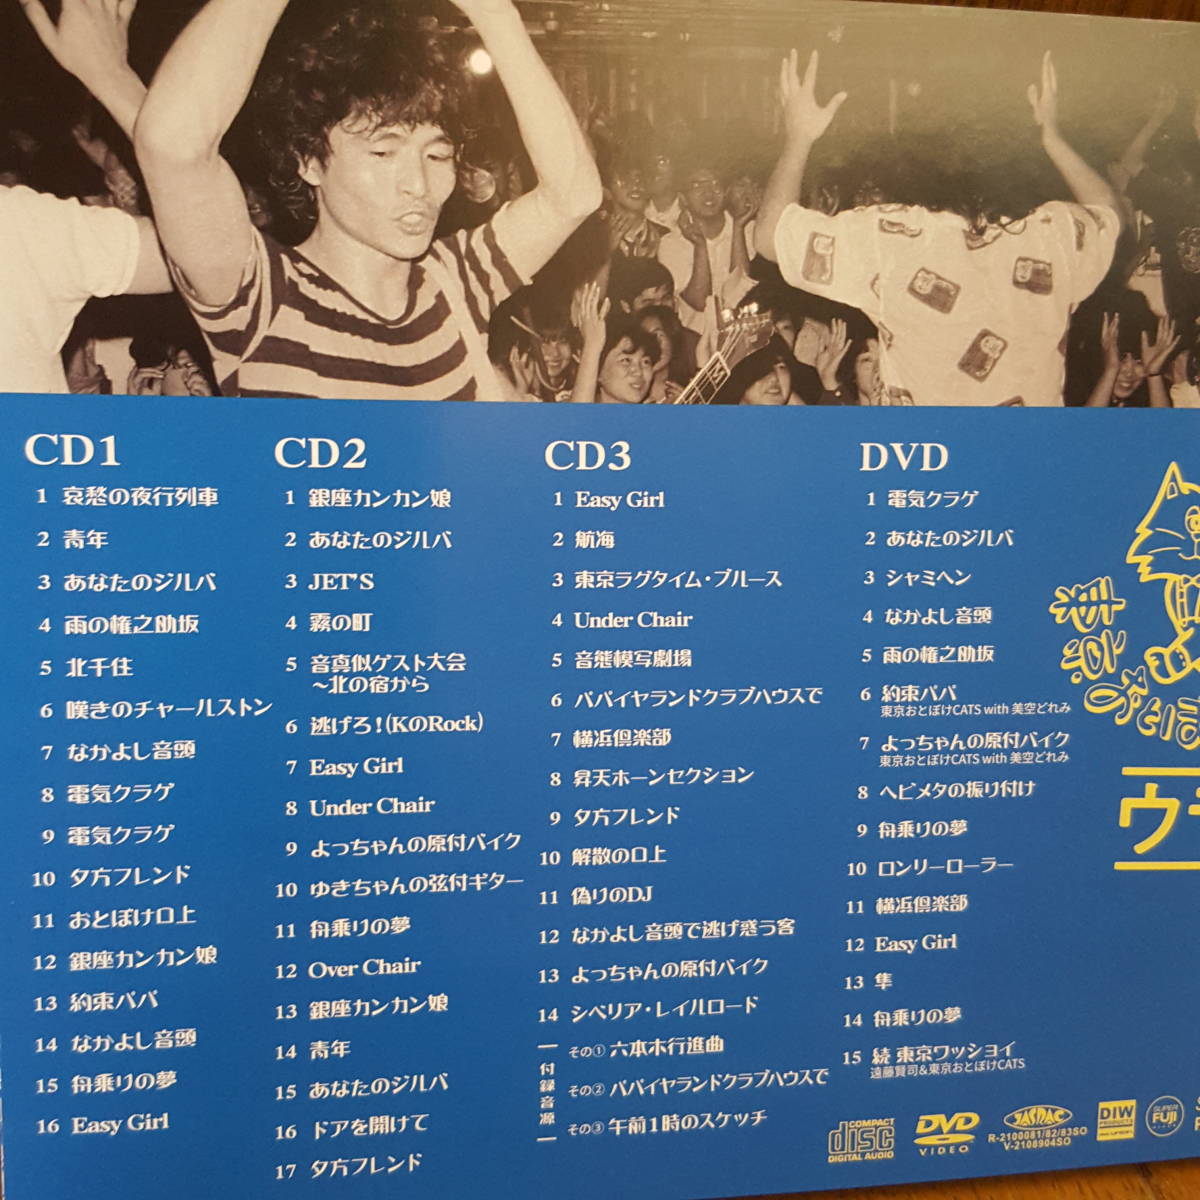 CD1
1 哀愁の夜行列車
2 青年
3 あなたのジルバ
4 雨の権之助坂
5 北千住
6 嘆きのチャールストン
7 なかよし音頭
8 電気クラゲ
9 電気クラゲ
10 夕方フレンド
11 おとぼけ口上
12 銀座カンカン娘
13 約束パパ
14 なかよし音頭
15 舟乗りの夢
16 Easy Girl
CD2
1 銀座カンカン娘
2 あなたのジルバ
3 JET'S
4 霧の町
5 音真似ゲスト大会
~北の宿から
6 逃げろ!(KのRock)
7 Easy Girl
8 Under Chair
9 よっちゃんの原付バイク
10 ゆきちゃんの弦付ギター
11 舟乗りの夢
12 Over Chair
13 銀座カンカン娘
14 青年
15 あなたのジルバ
16 ドアを開けて
17 夕方フレンド
CD3
1 Easy Girl
2 航海
3 東京ラグタイム・ブルース
4 Under Chair
5 音態模写劇場
6 パパイヤランドクラブハウスで
7 横浜倶楽部
8 昇天ホーンセクション
9 夕方フレンド
10 解散の口上
11 偽りのDJ
12 なかよし音頭で逃げ惑う客
13 よっちゃんの原付バイク
14 シベリア・レイルロード
付録音源
その① 六本木行進曲
その② パパイヤランドクラブハウスで
その③ 午前1時のスケッチ
DVD
1 電気クラゲ
2 あなたのジルバ
3 シャミヘン
4 なかよし音頭
5 雨の権之助坂
6 約束パパ
東京おとぼけCATS with 美空どれみ
7 よっちゃんの原付バイク
東京おとぼけCATS with 美空どれみ
8 ヘビメタの振り付け
9 舟乗りの夢
10 ロンリーローラー
11 横浜倶楽部
12 Easy Girl
13 隼
14 舟乗りの夢
15 続 東京ワッショイ
遠藤賢司&東京おとぼけCATS
COMPACT
disc
DIGITAL AUDIO
DVD
VIDEO
JASRAC
R-2100081/82/83SO
V-2108904SO
DIW
PRODUCTS
SUPER
FUJI